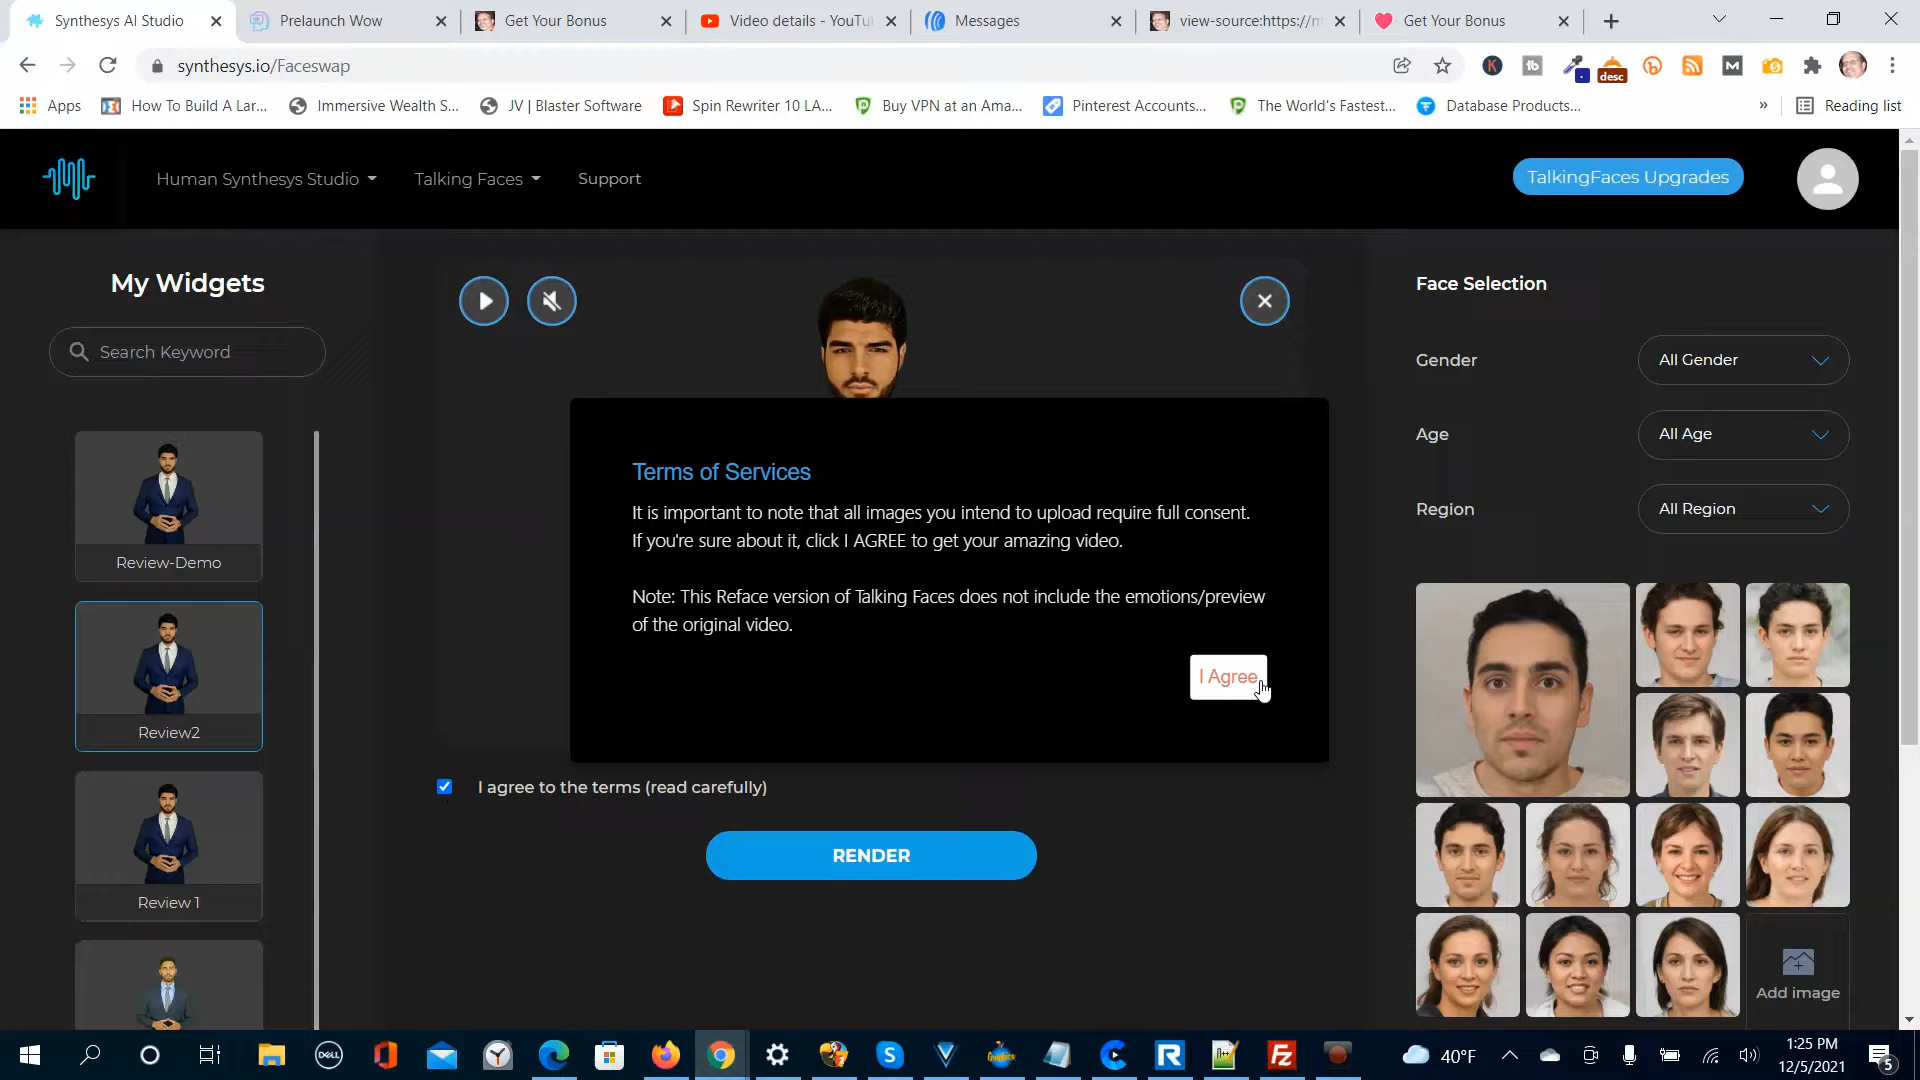 Synthesys AI Studio
Prelaunch Wow
Get Your Bonus
Video details - YouTu
Messages
view-source:https://m
Get Your Bonus
synthesys.io/Faceswap
desc
Apps
How To Build A Lar...
Immersive Wealth S...
JV | Blaster Software
Spin Rewriter 10 LA...
Buy VPN at an Ama...
Pinterest Accounts...
The World's Fastest...
Database Products...
»
Reading list
Human Synthesys Studio
Talking Faces
Support
TalkingFaces Upgrades
My Widgets
Search Keyword
Review-Demo
Review2
Review 1
Terms of Services
It is important to note that all images you intend to upload require full consent.
If you're sure about it, click I AGREE to get your amazing video.
Note: This Reface version of Talking Faces does not include the emotions/preview
of the original video.
I Agree
I agree to the terms (read carefully)
RENDER
Face Selection
Gender
All Gender
Age
All Age
Region
All Region
Add image
DELL
40°F
1:25 PM
12/5/2021
5